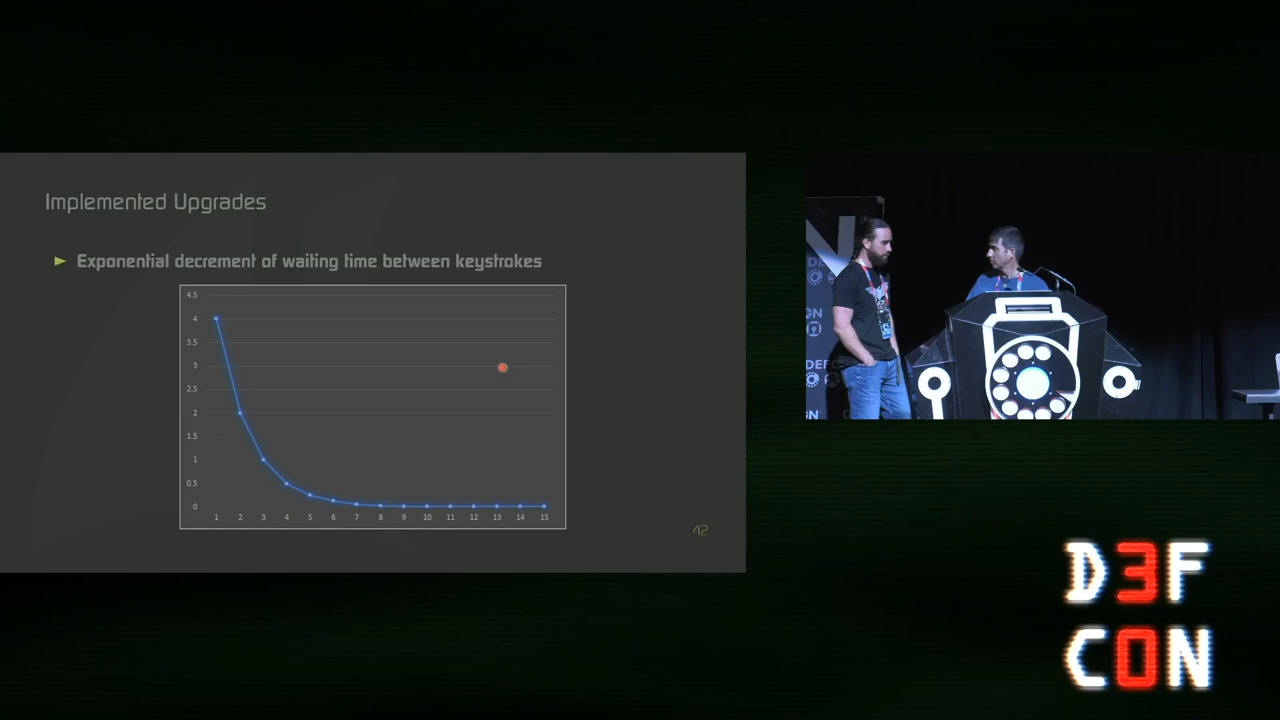 Implemented Upgrades
Exponential decrement of waiting time between keystrokes
4.5
4
3.5
3
2.5
2
1.5
1
0.5
0
1 2 3 4 5 6 7 8 9 10 11 12 13 14 15
42
D3F
C0N